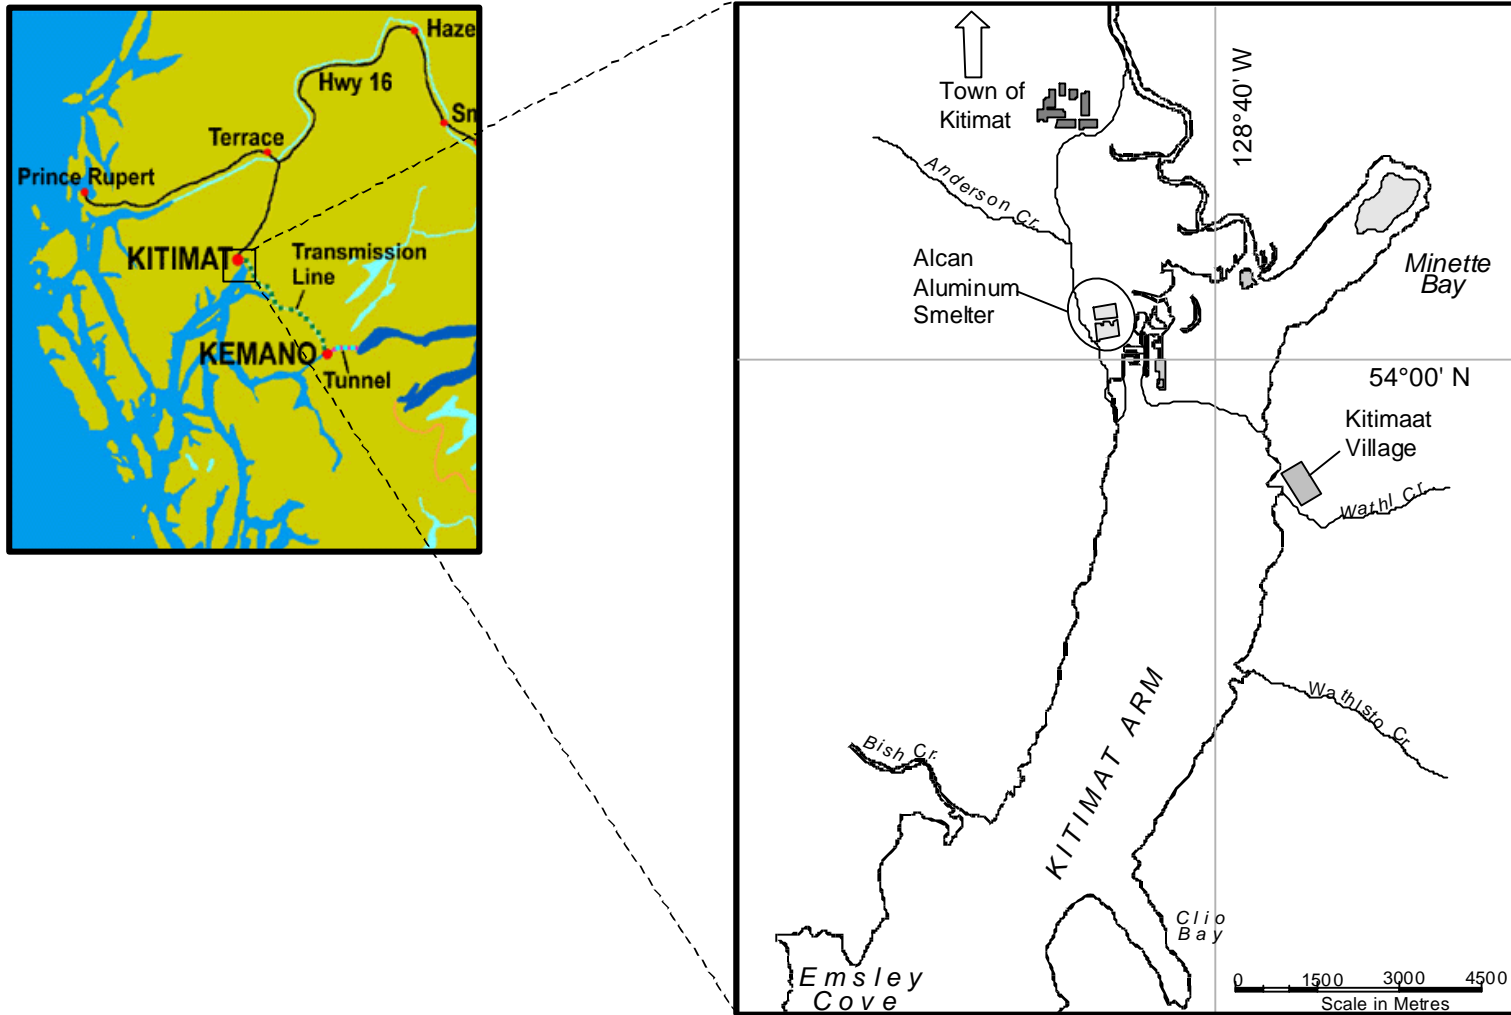 Haze
Hwy 16
Sn
Terrace
Prince Rupert
KITIMAT
Transmission
Line
KEMANO
Tunnel
Town of
Kitimat
128°40' W
Anderson Cr.
Alcan
Aluminum
Smelter
Minette
Bay
54°00' N
Kitimaat
Village
Wathl Cr.
Wathlsto Cr
Bish Cr.
KITIMAT ARM
Clio
Bay
Emsley
Cove
0 1500 3000 4500
Scale in Metres